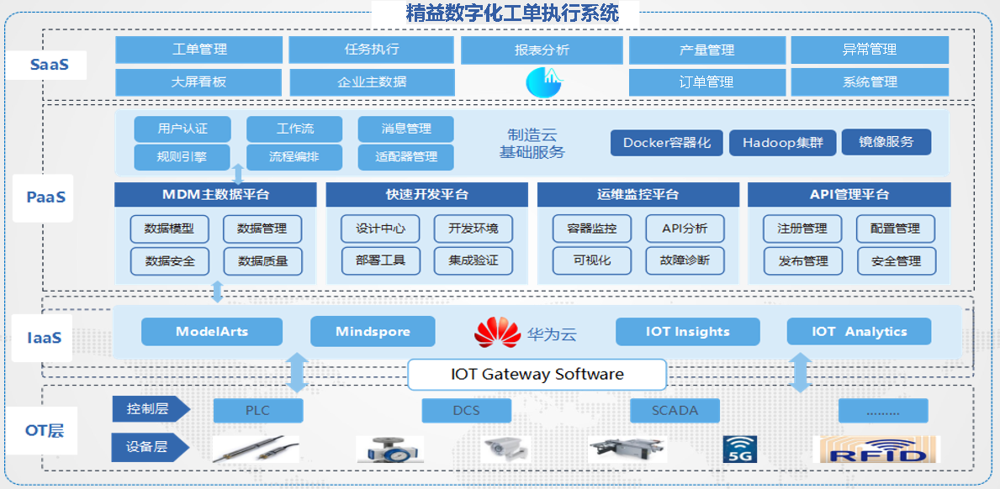 精益数字化工单执行系统
SaaS
工单管理
任务执行
报表分析
产量管理
异常管理
大屏看板
企业主数据
订单管理
系统管理
PaaS
用户认证
工作流
消息管理
规则引擎
流程编排
适配器管理
制造云
基础服务
Docker容器化
Hadoop集群
镜像服务
MDM主数据平台
快速开发平台
运维监控平台
API管理平台
数据模型
数据管理
设计中心
开发环境
容器监控
API分析
注册管理
配置管理
数据安全
数据质量
部署工具
集成验证
可视化
故障诊断
发布管理
安全管理
IaaS
ModelArts
Mindspore
华为云
IOT Insights
IOT Analytics
IOT Gateway Software
OT层
控制层
PLC
DCS
SCADA
.........
设备层
5G
RFID